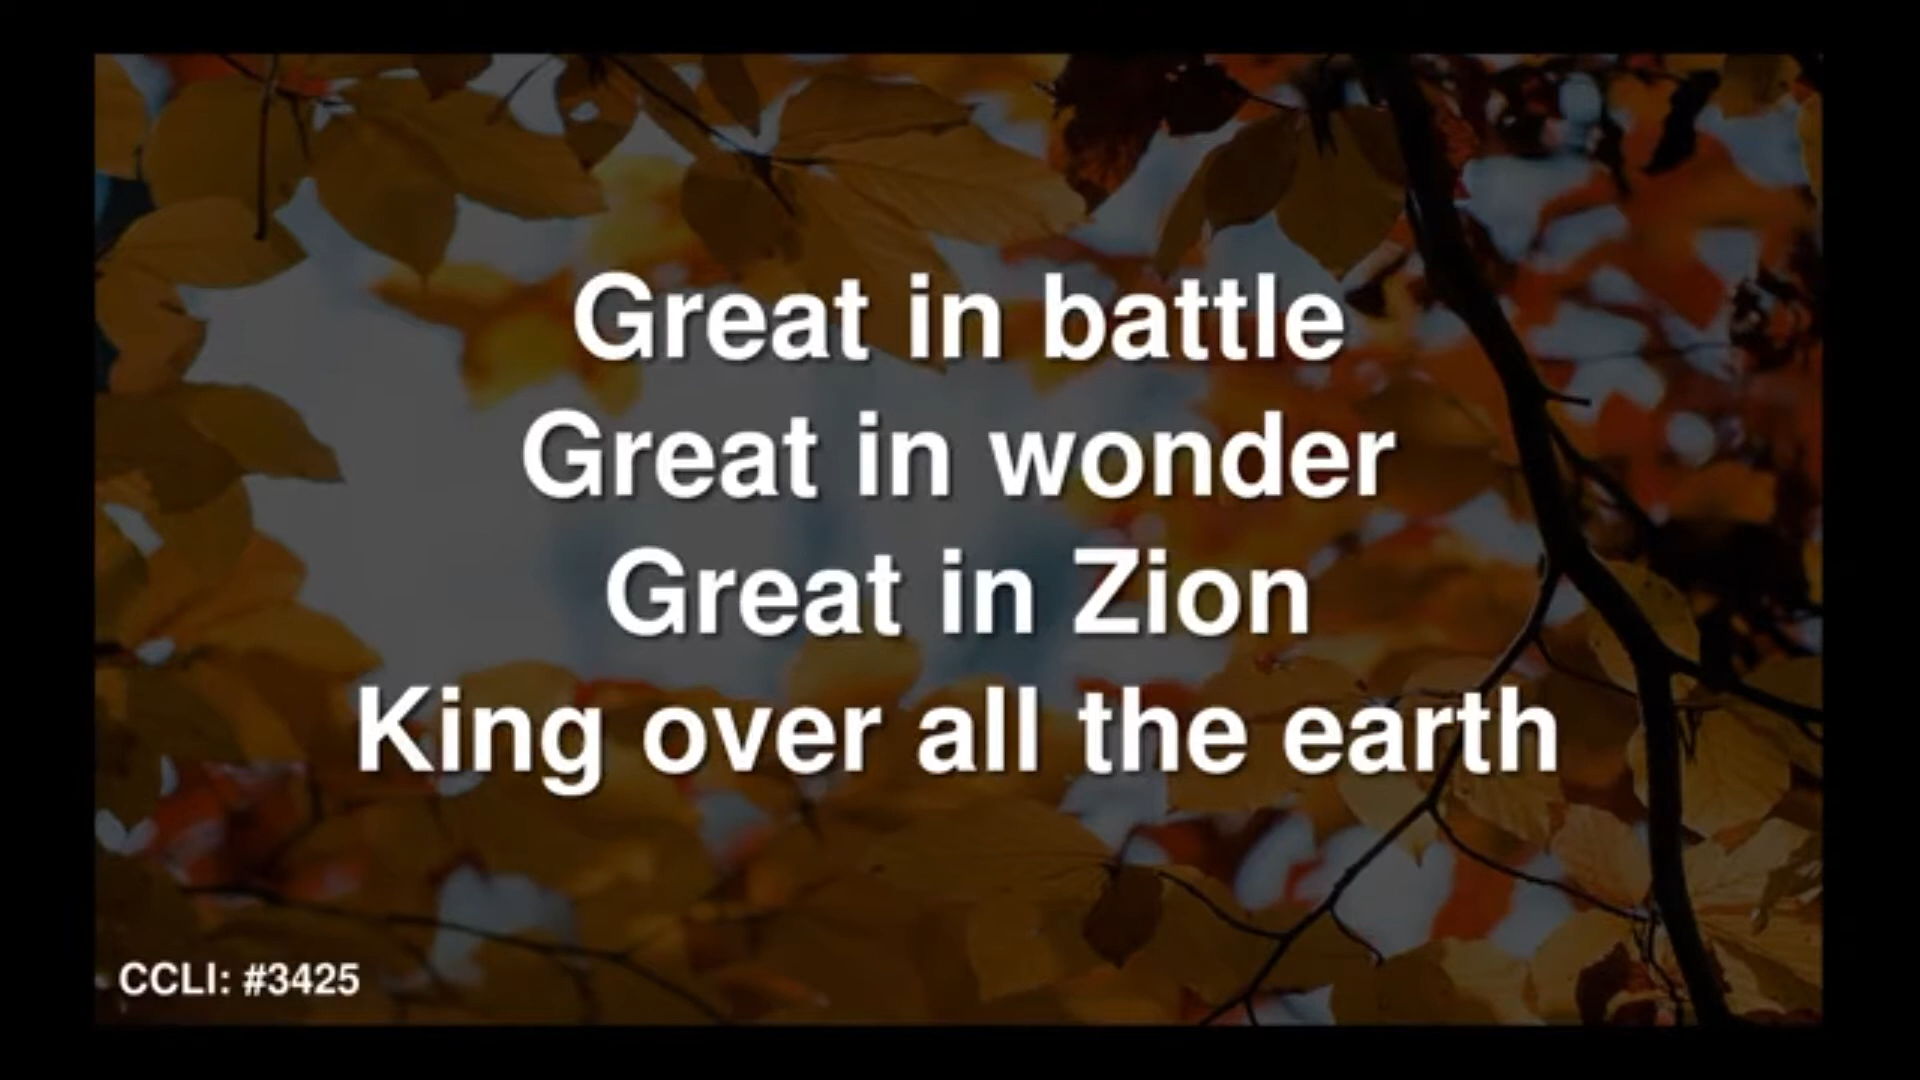 Great in battle
Great in wonder
Great in Zion
King over all the earth
CCLI: #3425